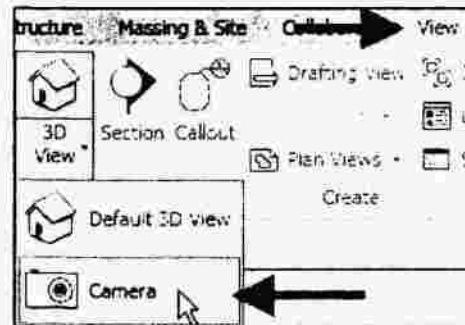 Massing & Site View
3D View
Section
Callout
Drafting View
Plan Views
Create
Default 3D View
Camera